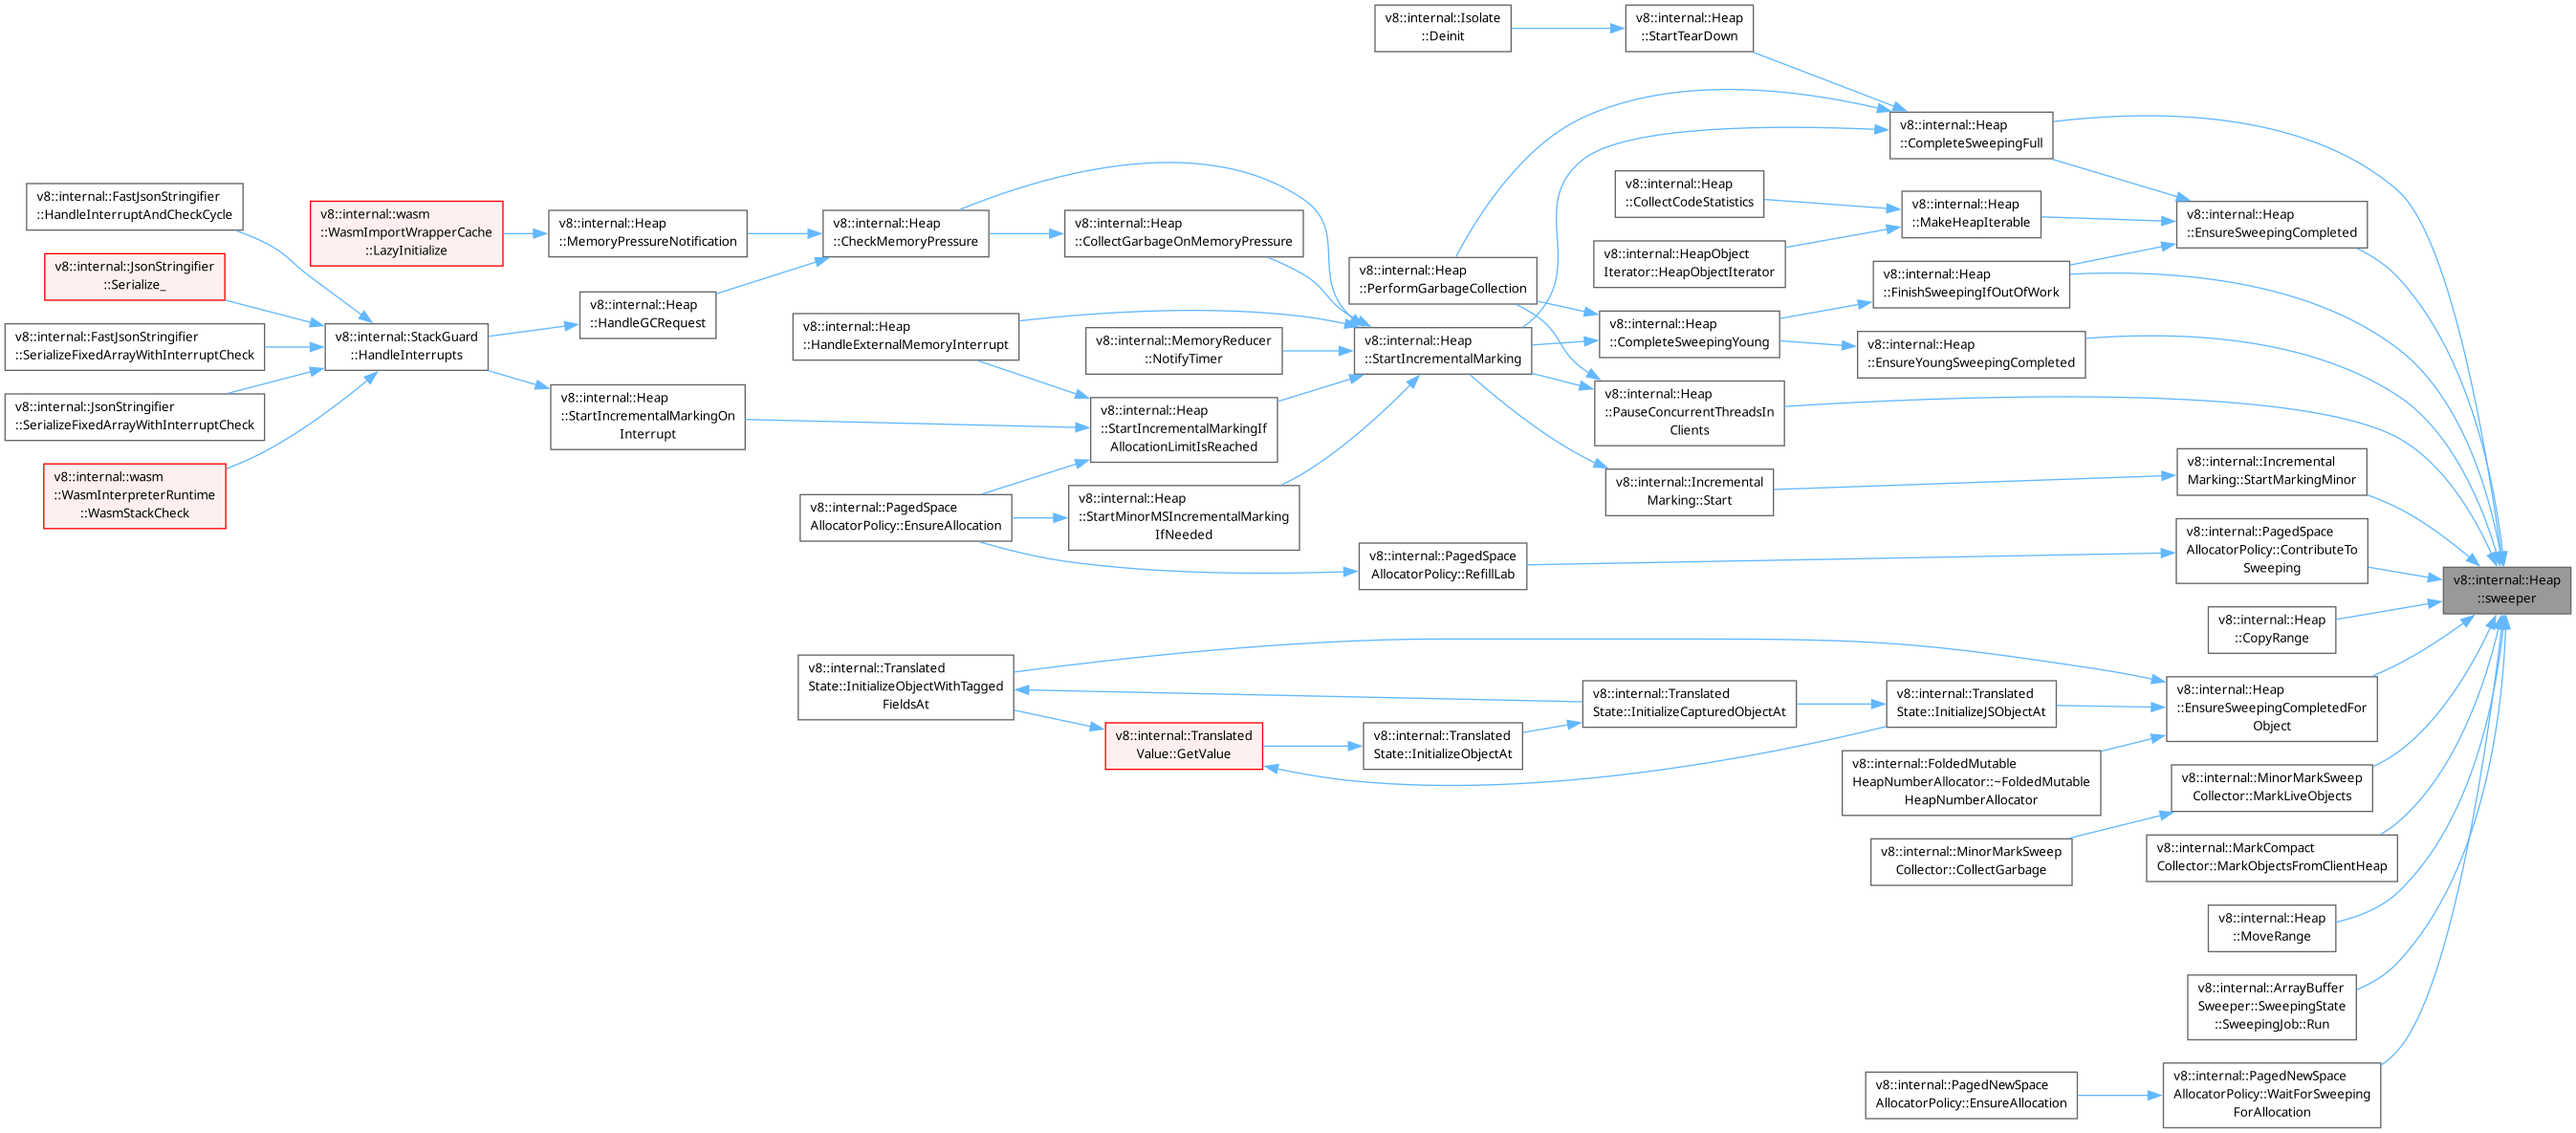 v8::internal::Isolate
::Deinit
v8::internal::Heap
::StartTearDown
v8::internal::Heap
::CompleteSweepingFull
v8::internal::Heap
::CollectCodeStatistics
v8::internal::Heap
::MakeHeapIterable
v8::internal::Heap
::EnsureSweepingCompleted
v8::internal::FastJsonStringifier
::HandleInterruptAndCheckCycle
v8::internal::wasm
::WasmImportWrapperCache
::LazyInitialize
v8::internal::Heap
::MemoryPressureNotification
v8::internal::Heap
::CheckMemoryPressure
v8::internal::Heap
::CollectGarbageOnMemoryPressure
v8::internal::HeapObject
Iterator::HeapObjectIterator
v8::internal::JsonStringifier
::Serialize_
v8::internal::Heap
::PerformGarbageCollection
v8::internal::Heap
::FinishSweepingIfOutOfWork
v8::internal::Heap
::HandleGCRequest
v8::internal::Heap
::HandleExternalMemoryInterrupt
v8::internal::Heap
::CompleteSweepingYoung
v8::internal::FastJsonStringifier
::SerializeFixedArrayWithInterruptCheck
v8::internal::StackGuard
::HandleInterrupts
v8::internal::MemoryReducer
::NotifyTimer
v8::internal::Heap
::StartIncrementalMarking
v8::internal::Heap
::EnsureYoungSweepingCompleted
v8::internal::JsonStringifier
::SerializeFixedArrayWithInterruptCheck
v8::internal::Heap
::StartIncrementalMarkingOn
Interrupt
v8::internal::Heap
::StartIncrementalMarkingIf
AllocationLimitIsReached
v8::internal::Heap
::PauseConcurrentThreadsIn
Clients
v8::internal::wasm
::WasmInterpreterRuntime
::WasmStackCheck
v8::internal::PagedSpace
AllocatorPolicy::EnsureAllocation
v8::internal::Heap
::StartMinorMSIncrementalMarking
IfNeeded
v8::internal::Incremental
Marking::Start
v8::internal::Incremental
Marking::StartMarkingMinor
v8::internal::PagedSpace
AllocatorPolicy::RefillLab
v8::internal::PagedSpace
AllocatorPolicy::ContributeTo
Sweeping
v8::internal::Heap
::sweeper
v8::internal::Heap
::CopyRange
v8::internal::Translated
State::InitializeObjectWithTagged
FieldsAt
v8::internal::Translated
Value::GetValue
v8::internal::Translated
State::InitializeObjectAt
v8::internal::Translated
State::InitializeCapturedObjectAt
v8::internal::Translated
State::InitializeJSObjectAt
v8::internal::Heap
::EnsureSweepingCompletedFor
Object
v8::internal::FoldedMutable
HeapNumberAllocator::~FoldedMutable
HeapNumberAllocator
v8::internal::MinorMarkSweep
Collector::MarkLiveObjects
v8::internal::MinorMarkSweep
Collector::CollectGarbage
v8::internal::MarkCompact
Collector::MarkObjectsFromClientHeap
v8::internal::Heap
::MoveRange
v8::internal::ArrayBuffer
Sweeper::SweepingState
::SweepingJob::Run
v8::internal::PagedNewSpace
AllocatorPolicy::EnsureAllocation
v8::internal::PagedNewSpace
AllocatorPolicy::WaitForSweeping
ForAllocation